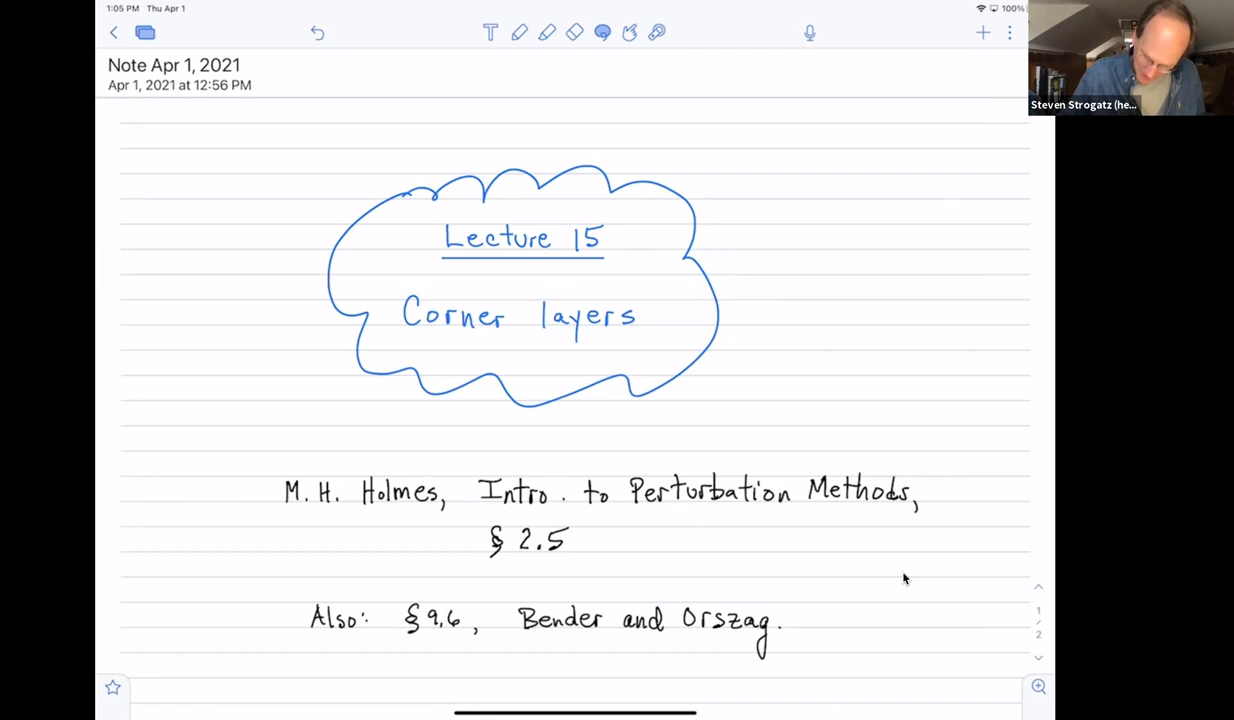 1:05 PM Thu Apr 1
100%
Note Apr 1, 2021
Apr 1, 2021 at 12:56 PM
Steven Strogatz (he...
Lecture 15
Corner layers
M. H. Holmes, Intro. to Perturbation Methods,
§ 2.5
Also: § 9.6, Bender and Orszag.
1
/
2